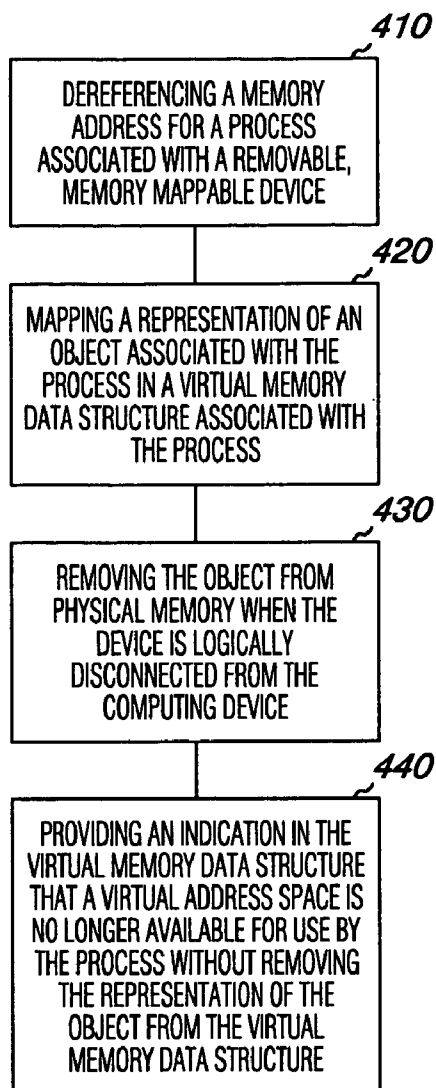 410
DEREFERENCING A MEMORY
ADDRESS FOR A PROCESS
ASSOCIATED WITH A REMOVABLE,
MEMORY MAPPABLE DEVICE
420
MAPPING A REPRESENTATION OF AN
OBJECT ASSOCIATED WITH THE
PROCESS IN A VIRTUAL MEMORY
DATA STRUCTURE ASSOCIATED WITH
THE PROCESS
430
REMOVING THE OBJECT FROM
PHYSICAL MEMORY WHEN THE
DEVICE IS LOGICALLY
DISCONNECTED FROM THE
COMPUTING DEVICE
440
PROVIDING AN INDICATION IN THE
VIRTUAL MEMORY DATA STRUCTURE
THAT A VIRTUAL ADDRESS SPACE IS
NO LONGER AVAILABLE FOR USE BY
THE PROCESS WITHOUT REMOVING
THE REPRESENTATION OF THE
OBJECT FROM THE VIRTUAL
MEMORY DATA STRUCTURE